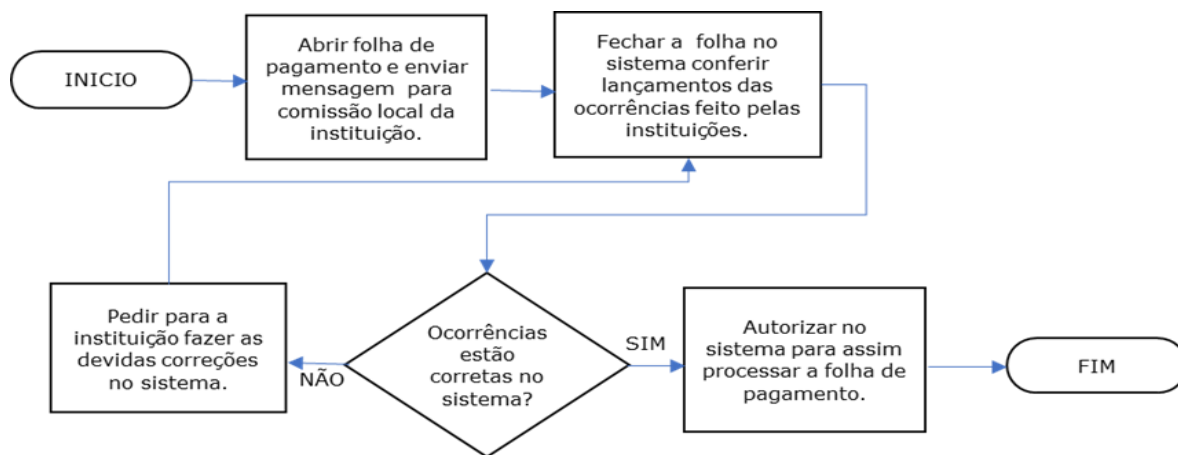 INICIO
Abrir folha de
pagamento e enviar
mensagem para
comissão local da
instituição.
Fechar a folha no
sistema conferir
lançamentos das
ocorrências feito pelas
instituições.
Pedir para a
instituição fazer as
devidas correções
no sistema.
NÃO
Ocorrências
estão
corretas no
sistema?
SIM
Autorizar no
sistema para assim
processar a folha de
pagamento.
FIM